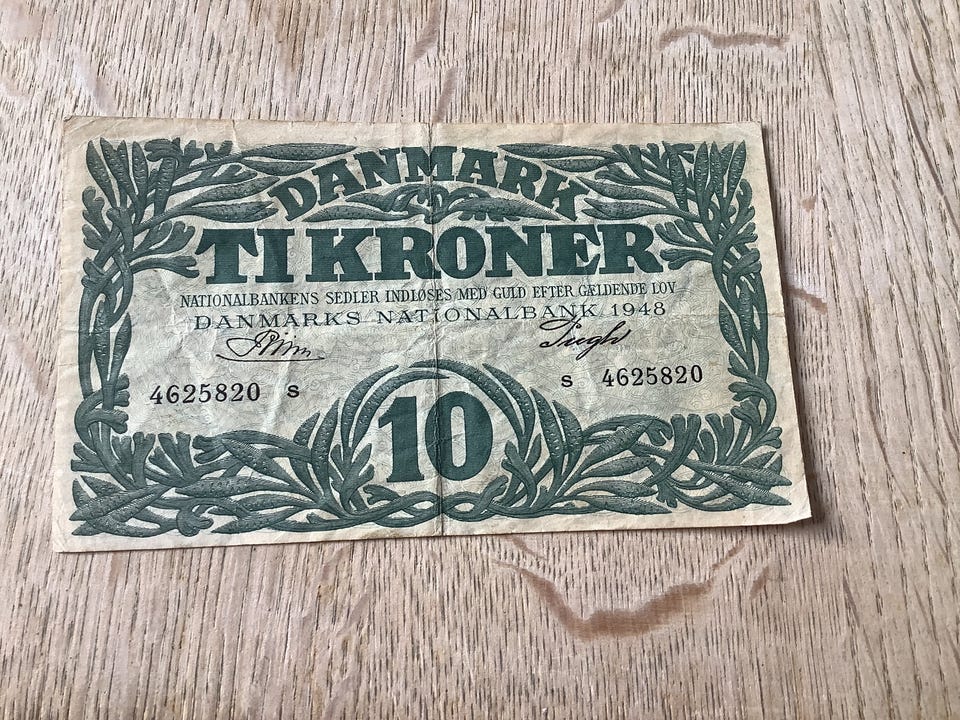 DANMARK
TI KRONER
NATIONALBANKENS SEDLER INDLØSES MED GULD EFTER GÆLDENDE LOV
DANMARKS NATIONALBANK 1948
4625820 S S 4625820
10